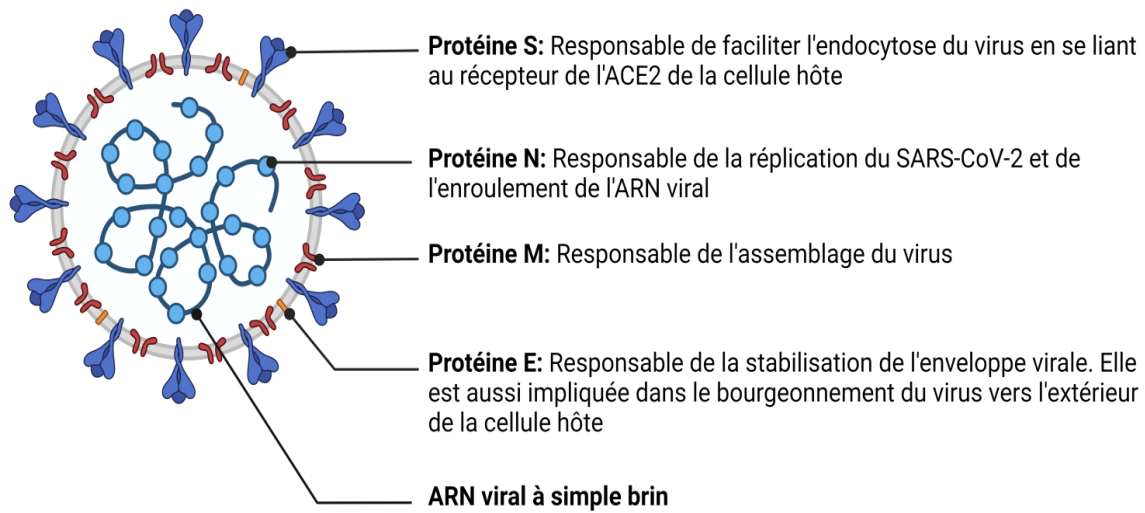 Protéine S: Responsable de faciliter l'endocytose du virus en se liant
au récepteur de l'ACE2 de la cellule hôte
Protéine N: Responsable de la réplication du SARS-CoV-2 et de
l'enroulement de l'ARN viral
Protéine M: Responsable de l'assemblage du virus
Protéine E: Responsable de la stabilisation de l'enveloppe virale. Elle
est aussi impliquée dans le bourgeonnement du virus vers l'extérieur
de la cellule hôte
ARN viral à simple brin